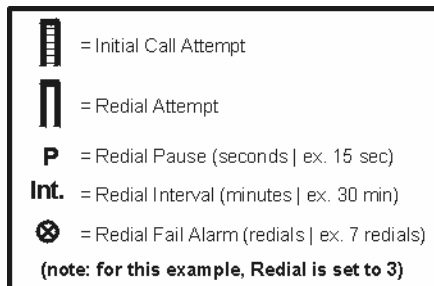 = Initial Call Attempt
= Redial Attempt
P = Redial Pause (seconds | ex. 15 sec)
Int. = Redial Interval (minutes | ex. 30 min)
= Redial Fail Alarm (redials | ex. 7 redials)
(note: for this example, Redial is set to 3)